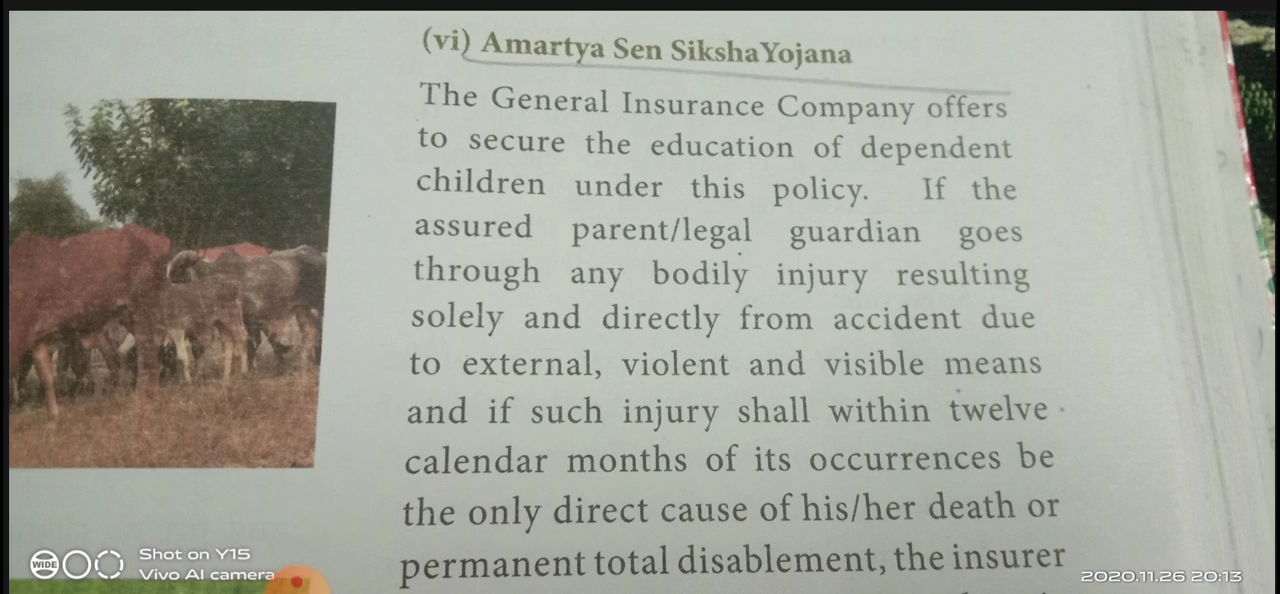 (vi) Amartya Sen SikshaYojana
The General Insurance Company offers
to secure the education of dependent
children under this policy. If the
assured parent/legal guardian goes
through any bodily injury resulting
solely and directly from accident due
to external, violent and visible means
and if such injury shall within twelve
calendar months of its occurrences be
the only direct cause of his/her death or
permanent total disablement, the insurer
WIDE
Shot on Y15
Vivo AI camera
2020.11.26 20:13